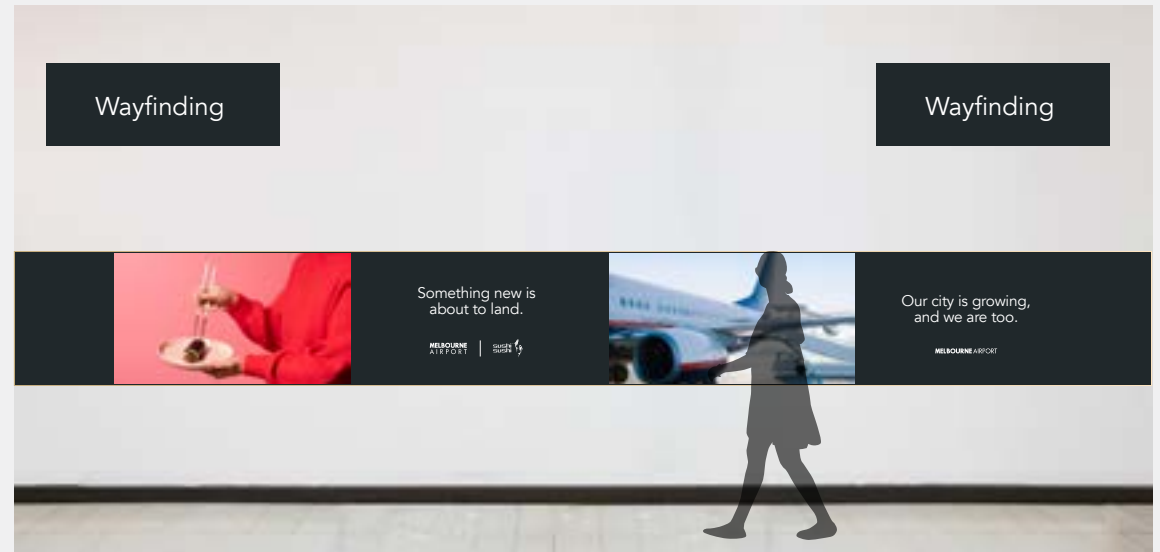 Wayfinding
Wayfinding
Something new is
about to land.
MELBOURNE
AIRPORT
sushi
sushi
Our city is growing,
and we are too.
MELBOURNE AIRPORT